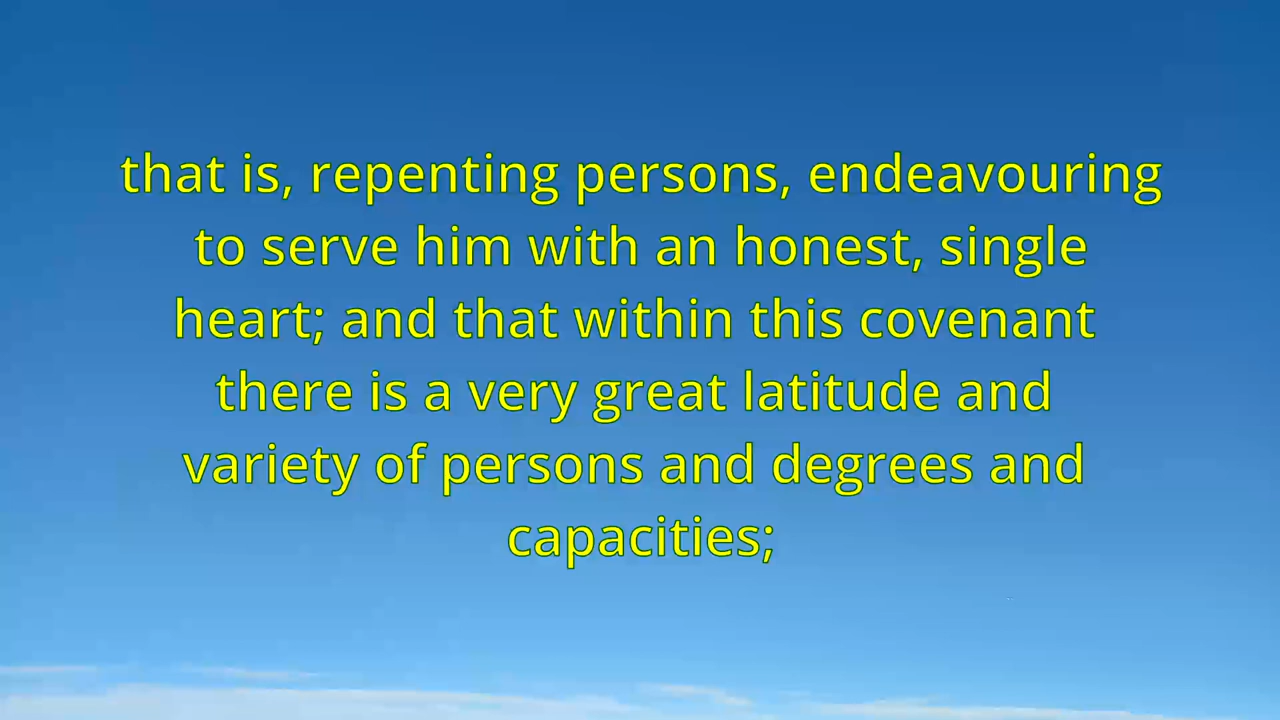 that is, repenting persons, endeavouring
to serve him with an honest, single
heart; and that within this covenant
there is a very great latitude and
variety of persons and degrees and
capacities;